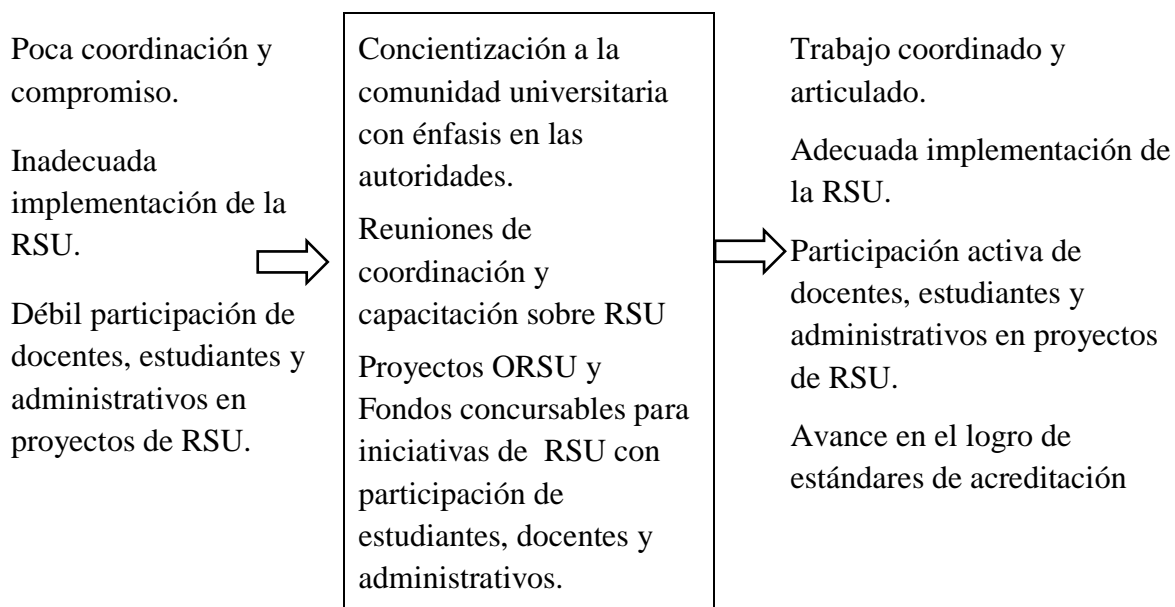 Poca coordinación y
compromiso.
Inadecuada
implementación de la
RSU.
Débil participación de
docentes, estudiantes y
administrativos en
proyectos de RSU.
Concientización a la
comunidad universitaria
con énfasis en las
autoridades.
Reuniones de
coordinación y
capacitación sobre RSU
Proyectos ORSU y
Fondos concursables para
iniciativas de RSU con
participación de
estudiantes, docentes y
administrativos.
Trabajo coordinado y
articulado.
Adecuada implementación de
la RSU.
Participación activa de
docentes, estudiantes y
administrativos en proyectos
de RSU.
Avance en el logro de
estándares de acreditación